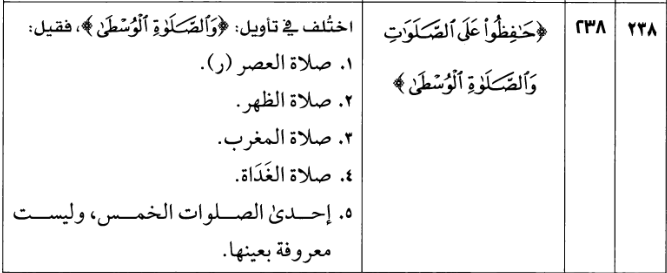 ٢٣٨
٢٣٨
﴿حَـٰفِظُواْ عَلَى ٱلصَّلَوَٰتِ
وَٱلصَّلَوٰةِ ٱلْوُسْطَىٰ﴾
اختُلف في تأويل: ﴿وَٱلصَّلَوٰةِ ٱلْوُسْطَىٰ﴾، فقيل:
١. صلاة العصر (ر).
٢. صلاة الظهر.
٣. صلاة المغرب.
٤. صلاة الغَدَاة.
٥. إحدىٰ الصلوات الخمس، وليست
معروفة بعينها.